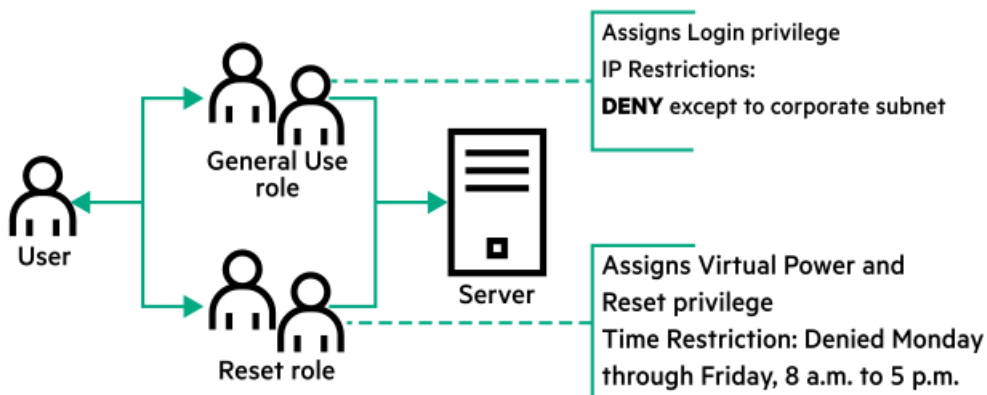 Assigns Login privilege
IP Restrictions:
DENY except to corporate subnet
General Use
role
User
Server
Assigns Virtual Power and
Reset privilege
Time Restriction: Denied Monday
through Friday, 8 a.m. to 5 p.m.
Reset role